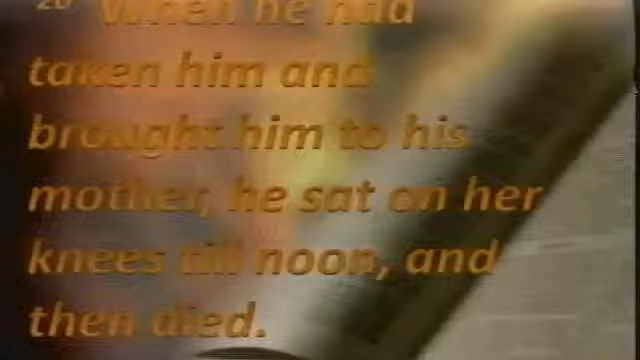 20 When he had
taken him and
brought him to his
mother, he sat on her
knees till noon, and
then died.